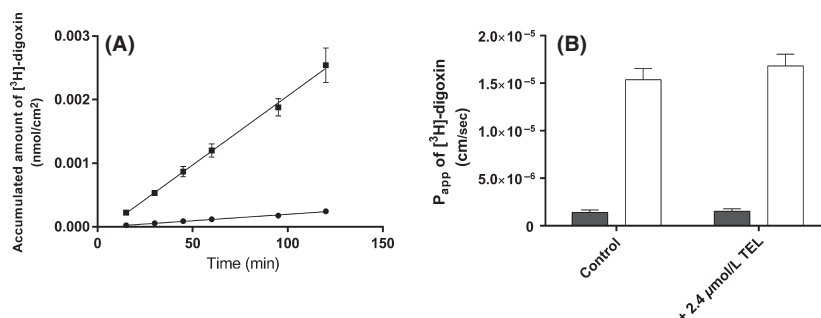 (A)
Accumulated amount of [³H]-digoxin
(nmol/cm²)
0.003
0.002
0.001
0.000
0
50
100
150
Time (min)
(B)
P_app of [³H]-digoxin
(cm/sec)
2.0×10⁻⁵
1.5×10⁻⁵
1.0×10⁻⁵
5.0×10⁻⁶
0
Control
+ 2.4 µmol/L TEL